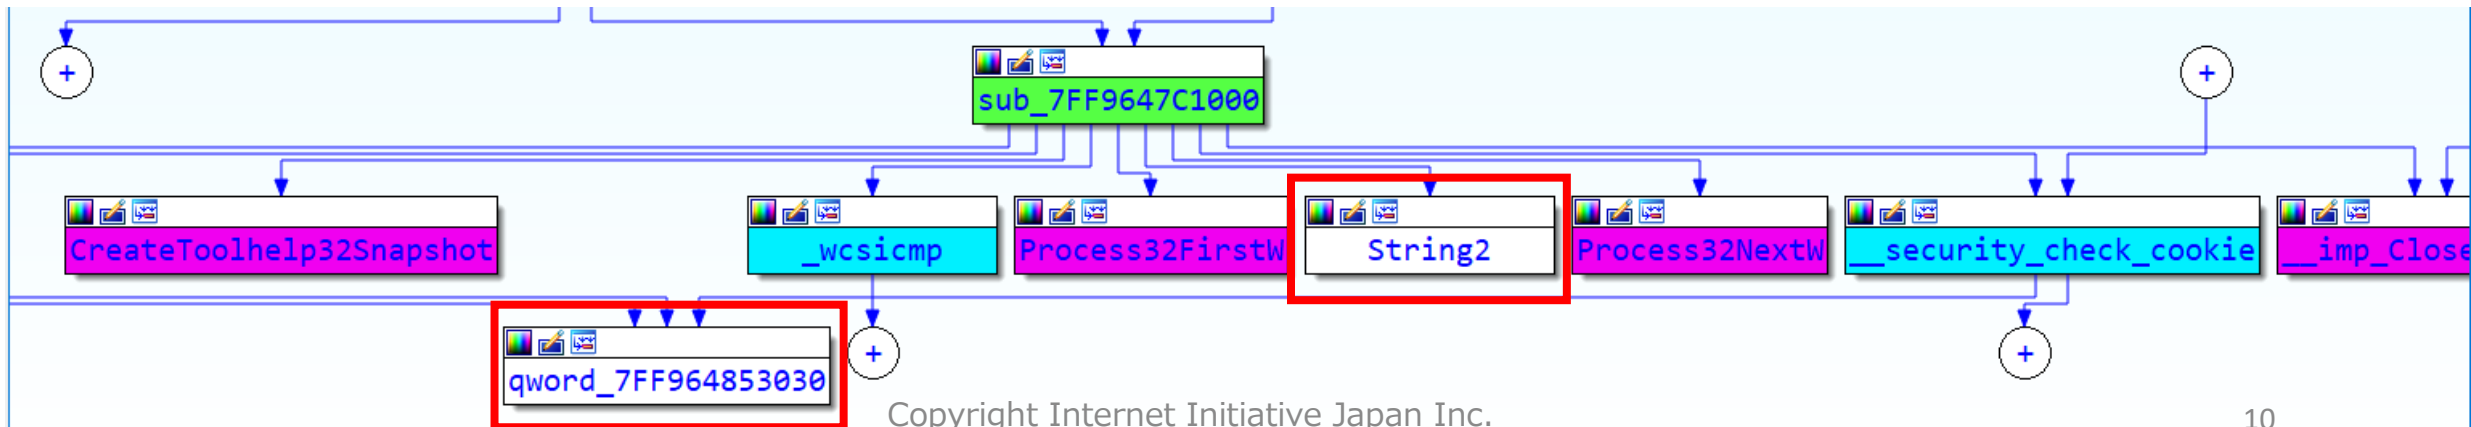 +
+
sub_7FF9647C1000
CreateToolhelp32Snapshot
_wcsicmp
Process32FirstW
String2
Process32NextW
__security_check_cookie
__imp_Close
qword_7FF964853030
+
+
Copyright Internet Initiative Japan Inc.
10